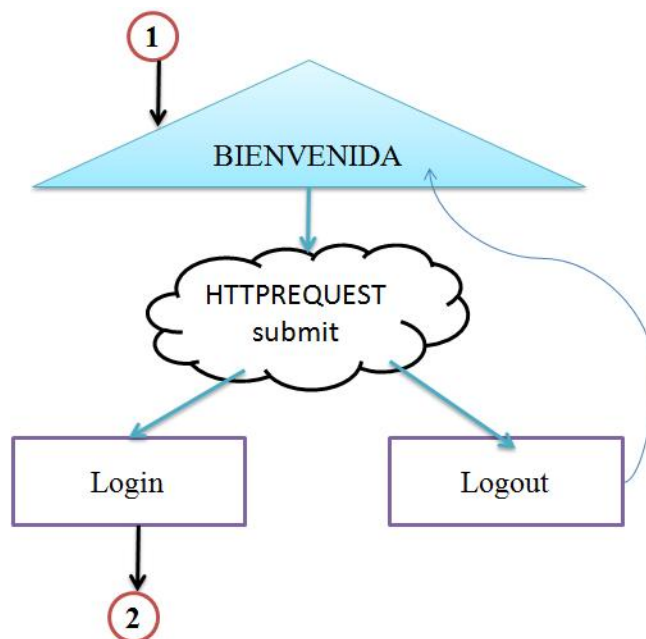 1
BIENVENIDA
HTTPREQUEST
submit
Login
Logout
2